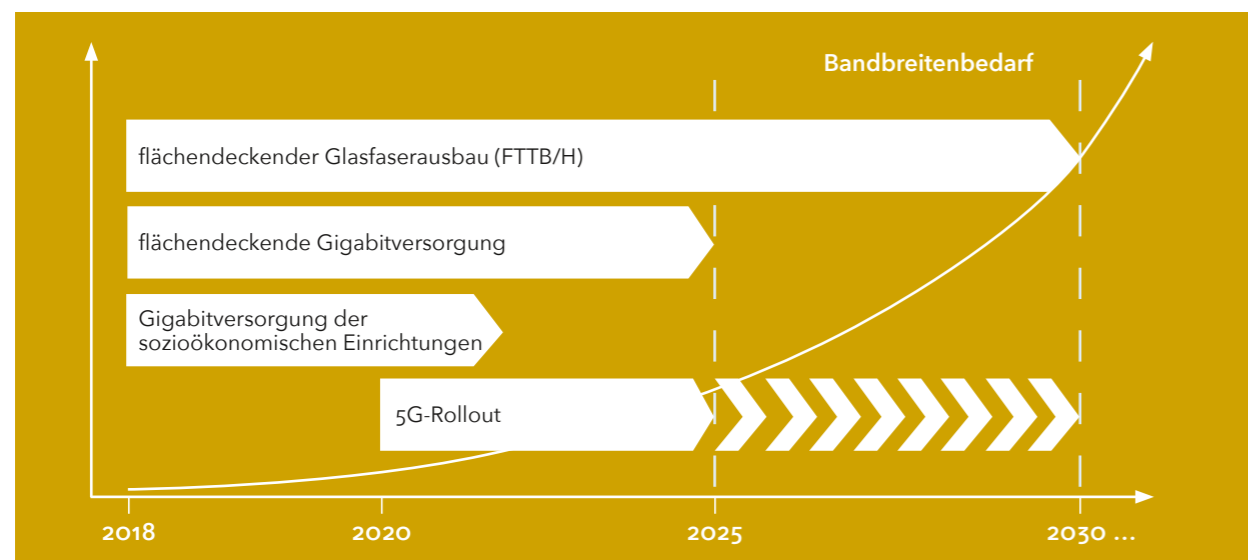 Bandbreitenbedarf
flächendeckender Glasfaserausbau (FTTB/H)
flächendeckende Gigabitversorgung
Gigabitversorgung der
sozioökonomischen Einrichtungen
5G-Rollout
2018 2020 2025 2030 ...